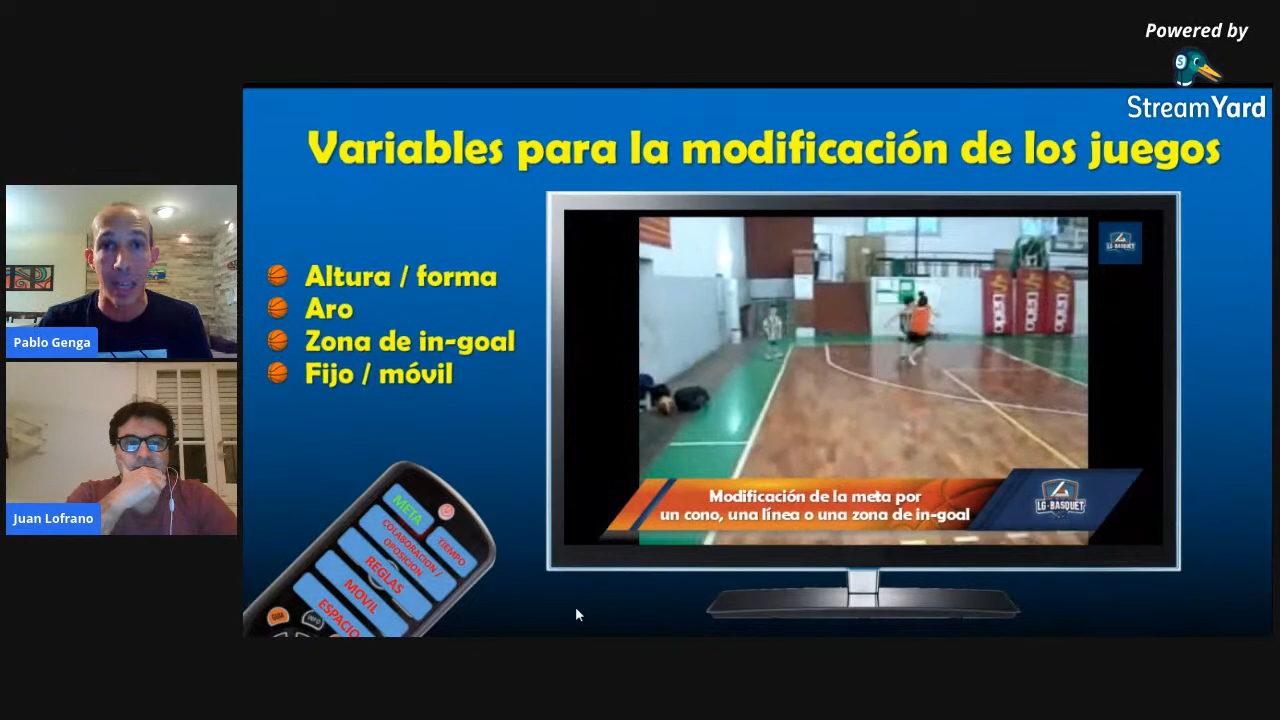 Powered by
StreamYard
Variables para la modificación de los juegos
Altura / forma
Aro
Zona de in-goal
Fijo / móvil
Pablo Genga
Juan Lofrano
LG-BASQUET
Modificación de la meta por
un cono, una línea o una zona de in-goal
LG-BASQUET
META
TIEMPO
COLABORACION /
OPOSICION
REGLAS
MOVIL
ESPACIO